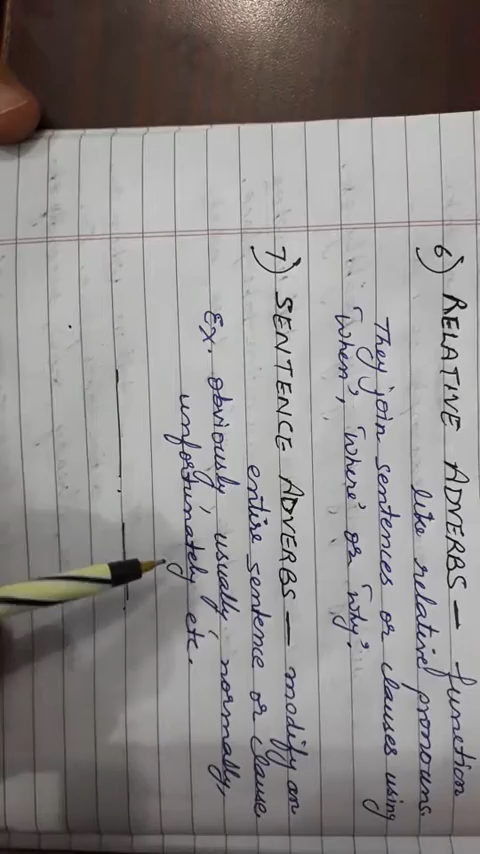 6) RELATIVE ADVERBS — function
like relative pronouns.
They join sentences or clauses using
'when', 'where' or 'why'.
7) SENTENCE ADVERBS — modify an
entire sentence or clause
Ex. obviously, usually, normally,
unfortunately etc.